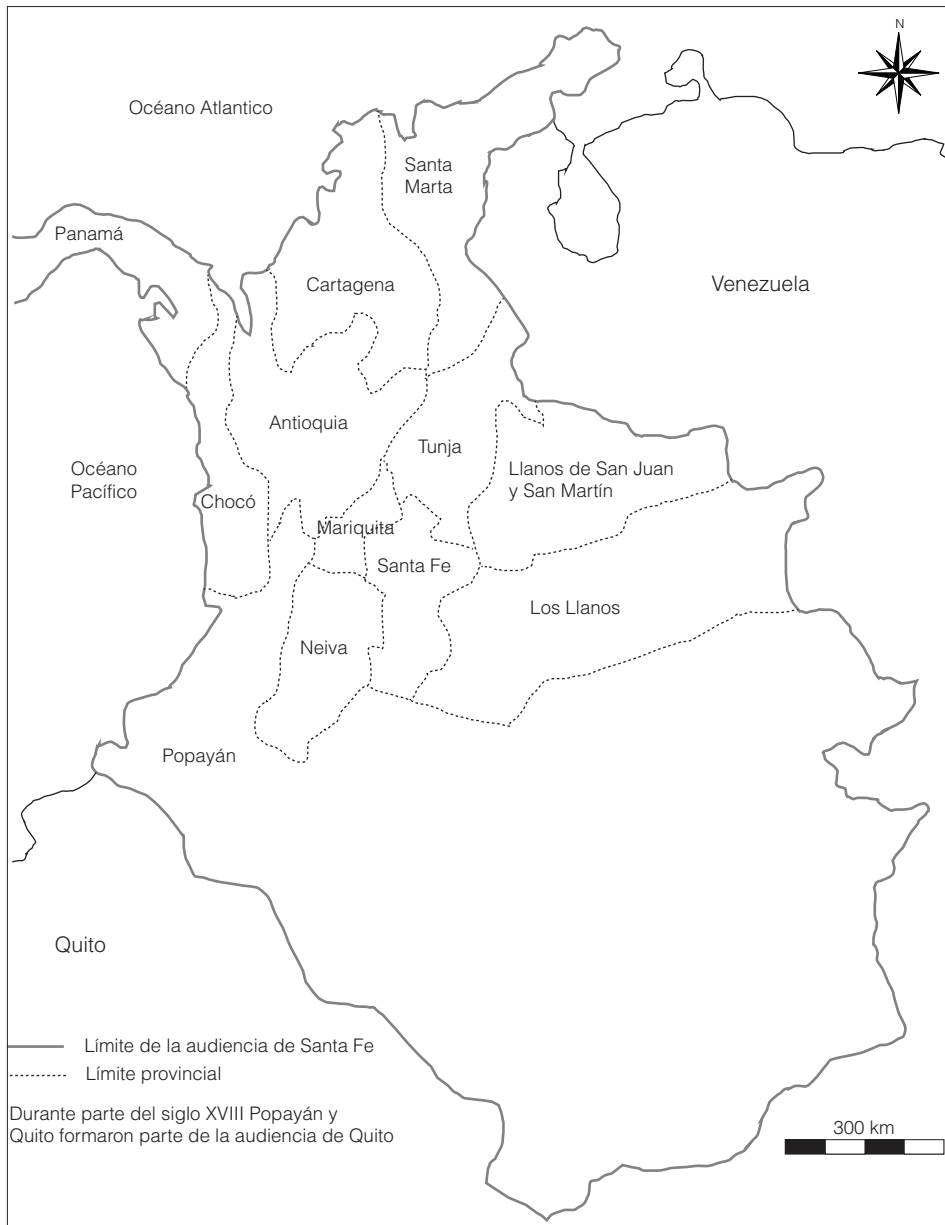 N
Océano Atlantico
Santa
Marta
Panamá
Cartagena
Venezuela
Antioquia
Tunja
Océano
Pacífico
Llanos de San Juan
y San Martín
Chocó
Mariquita
Santa Fe
Los Llanos
Neiva
Popayán
Quito
Límite de la audiencia de Santa Fe
Límite provincial
Durante parte del siglo XVIII Popayán y
Quito formaron parte de la audiencia de Quito
300 km